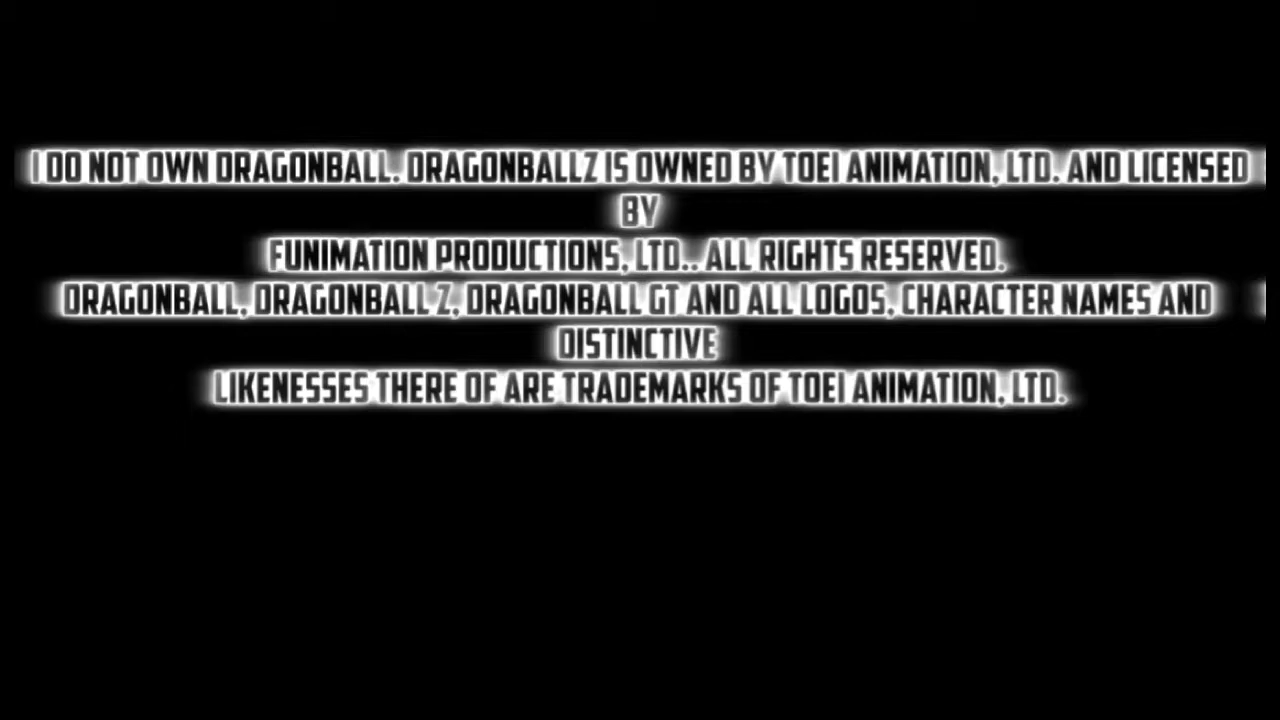 I DO NOT OWN DRAGONBALL. DRAGONBALLZ IS OWNED BY TOEI ANIMATION, LTD. AND LICENSED
BY
FUNIMATION PRODUCTIONS, LTD.. ALL RIGHTS RESERVED.
DRAGONBALL, DRAGONBALL Z, DRAGONBALL GT AND ALL LOGOS, CHARACTER NAMES AND
DISTINCTIVE
LIKENESSES THERE OF ARE TRADEMARKS OF TOEI ANIMATION, LTD.